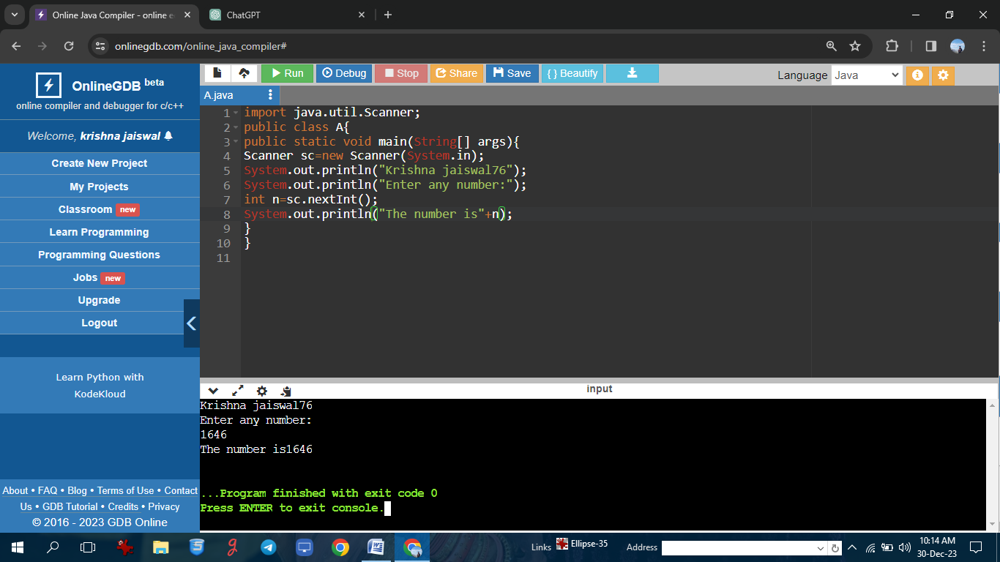 Online Java Compiler - online e
ChatGPT
onlinegdb.com/online_java_compiler#
OnlineGDB beta
online compiler and debugger for c/c++
Welcome, krishna jaiswal
Create New Project
My Projects
Classroom new
Learn Programming
Programming Questions
Jobs new
Upgrade
Logout
Learn Python with
KodeKloud
About • FAQ • Blog • Terms of Use • Contact
Us • GDB Tutorial • Credits • Privacy
© 2016 - 2023 GDB Online
Run Debug Stop Share Save { } Beautify
Language Java
A.java
1 import java.util.Scanner;
2 public class A{
3 public static void main(String[] args){
4 Scanner sc=new Scanner(System.in);
5 System.out.println("Krishna jaiswal76");
6 System.out.println("Enter any number:");
7 int n=sc.nextInt();
8 System.out.println("The number is"+n);
9 }
10 }
11
input
Krishna jaiswal76
Enter any number:
1646
The number is1646
...Program finished with exit code 0
Press ENTER to exit console.
Links Ellipse-35 Address
10:14 AM
30-Dec-23